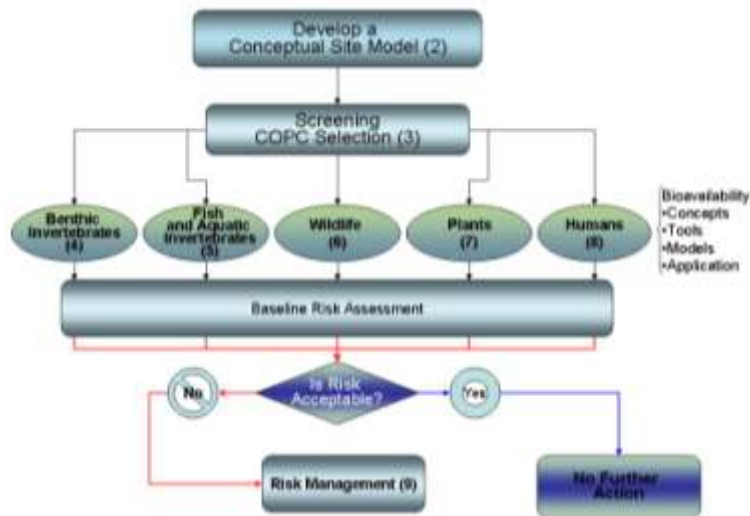 Develop a
Conceptual Site Model (2)
Screening
COPC Selection (3)
Benthic
Invertebrates
(4)
Fish
and Aquatic
Invertebrates
(5)
Wildlife
(6)
Plants
(7)
Humans
(8)
Bioavailability
•Concepts
•Tools
•Models
•Application
Baseline Risk Assessment
No
Is Risk
Acceptable?
Yes
Risk Management (9)
No Further
Action